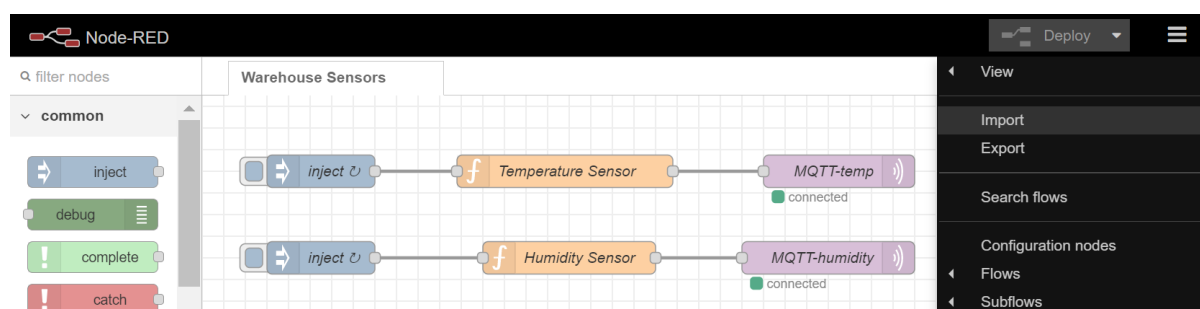 Node-RED
Deploy
filter nodes
Warehouse Sensors
View
common
Import
Export
inject
inject ↻
Temperature Sensor
MQTT-temp
connected
Search flows
debug
complete
inject ↻
Humidity Sensor
MQTT-humidity
connected
Configuration nodes
Flows
catch
Subflows